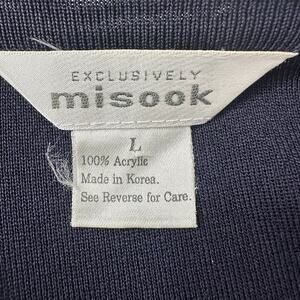 EXCLUSIVELY
misook
L
100% Acrylic
Made in Korea.
See Reverse for Care.